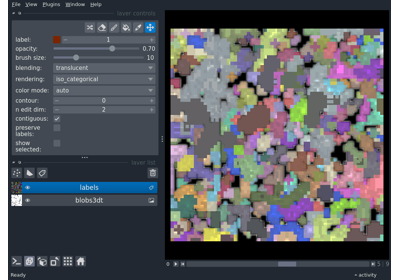 File View Plugins Window Help
layer controls
label: 1
opacity: 0.70
brush size: 10
blending: translucent
rendering: iso_categorical
color mode: auto
contour: 0
n edit dim: 2
contiguous:
preserve
labels:
show
selected:
layer list
labels
blobs3dt
Ready
activity